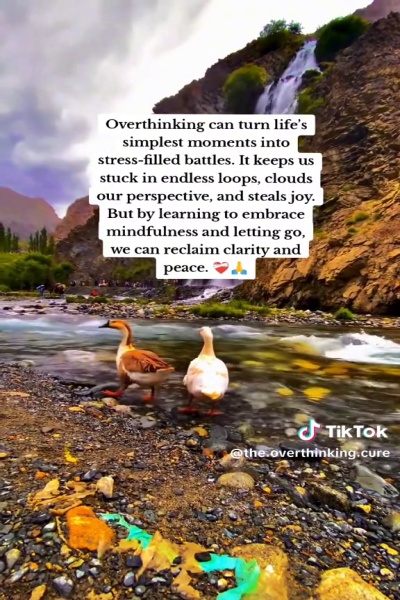 Overthinking can turn life's
simplest moments into
stress-filled battles. It keeps us
stuck in endless loops, clouds
our perspective, and steals joy.
But by learning to embrace
mindfulness and letting go,
we can reclaim clarity and
peace. ❤️‍🩹🙏
TikTok
@the.overthinking.cure